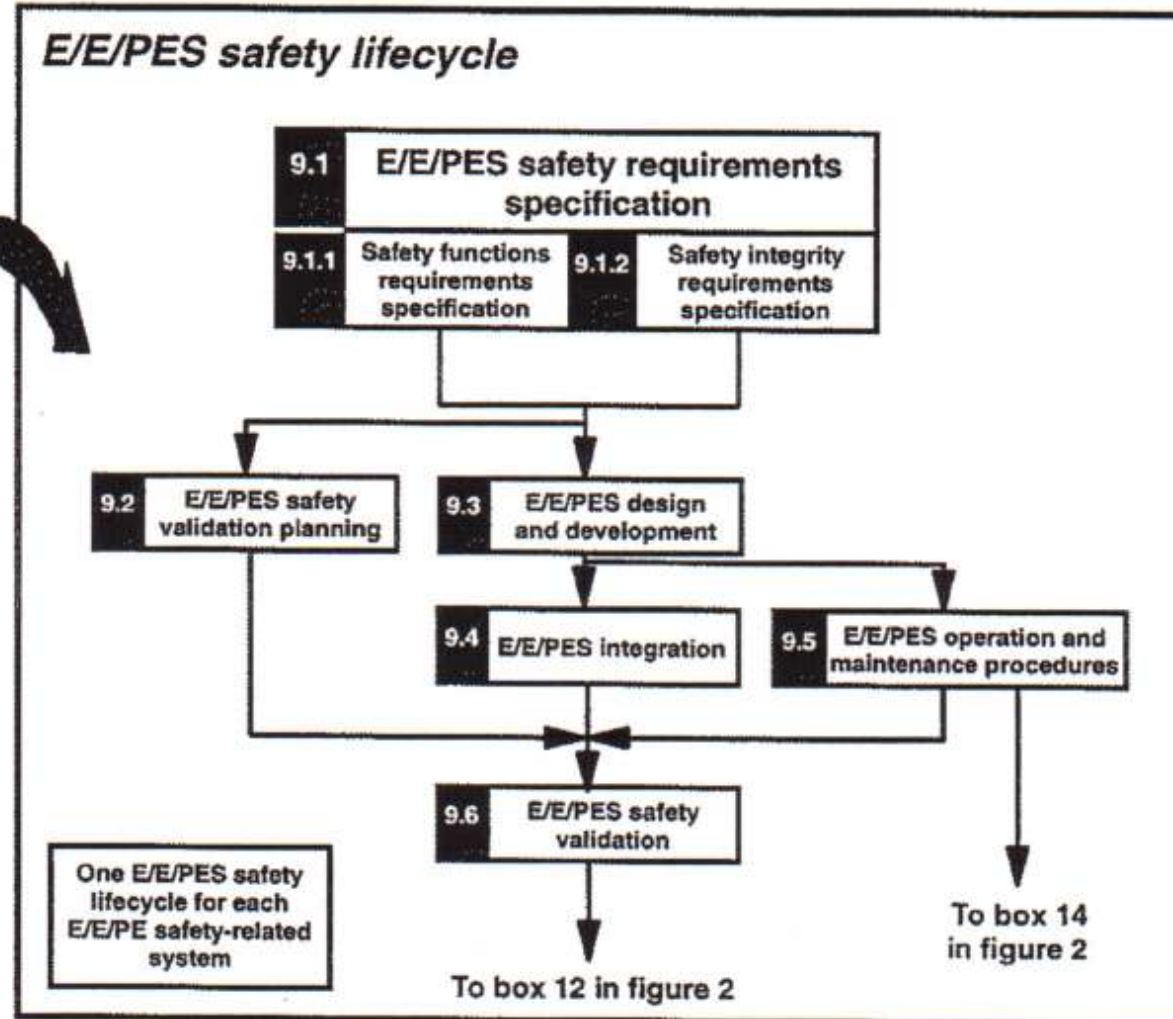 E/E/PES safety lifecycle
9.1
E/E/PES safety requirements
specification
9.1.1
Safety functions
requirements
specification
9.1.2
Safety integrity
requirements
specification
9.2
E/E/PES safety
validation planning
9.3
E/E/PES design
and development
9.4
E/E/PES integration
9.5
E/E/PES operation and
maintenance procedures
9.6
E/E/PES safety
validation
One E/E/PES safety
lifecycle for each
E/E/PE safety-related
system
To box 14
in figure 2
To box 12 in figure 2